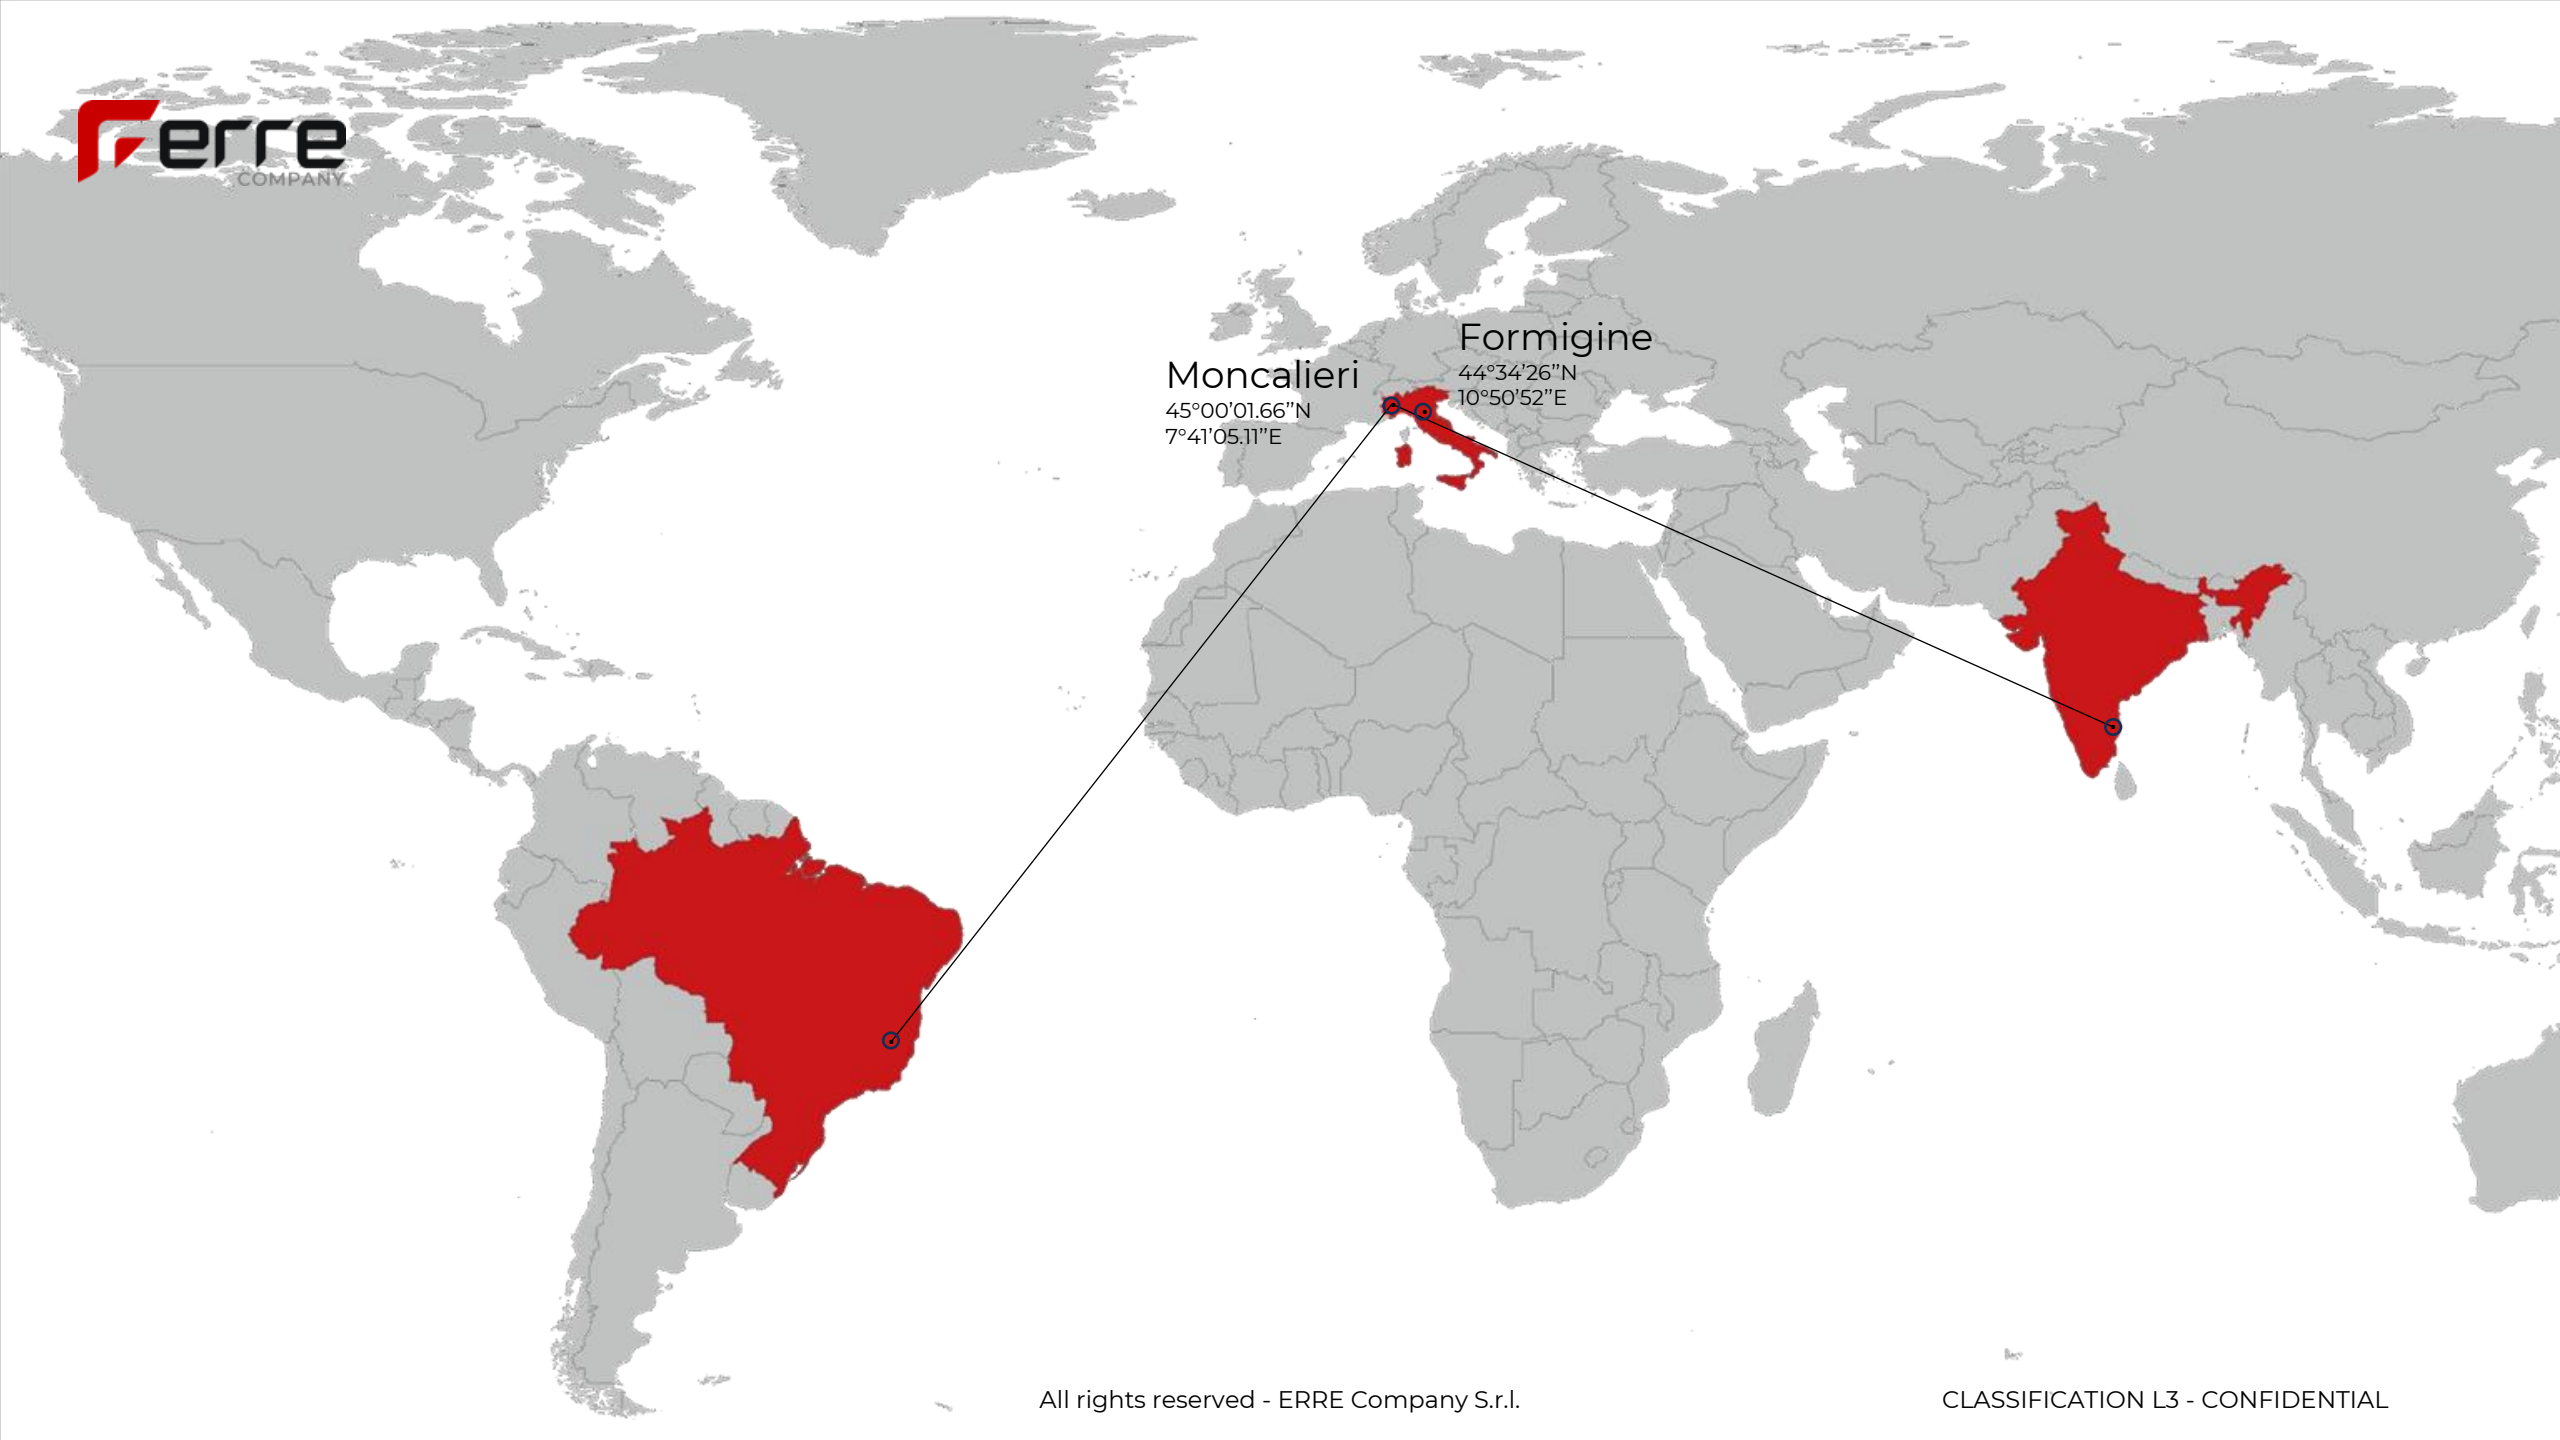 erre
COMPANY
Formigine
44°34’26”N
10°50’52”E
Moncalieri
45°00’01.66”N
7°41’05.11”E
All rights reserved - ERRE Company S.r.l.
CLASSIFICATION L3 - CONFIDENTIAL